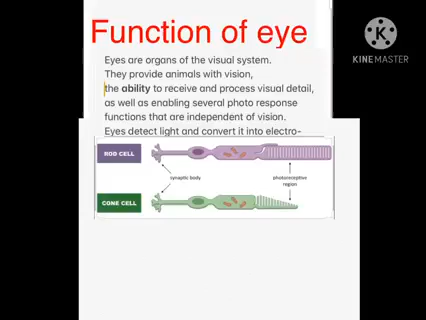 Function of eye
KINEMASTER
Eyes are organs of the visual system.
They provide animals with vision,
the ability to receive and process visual detail,
as well as enabling several photo response
functions that are independent of vision.
Eyes detect light and convert it into electro-
ROD CELL
synaptic body
photoreceptive
region
CONE CELL